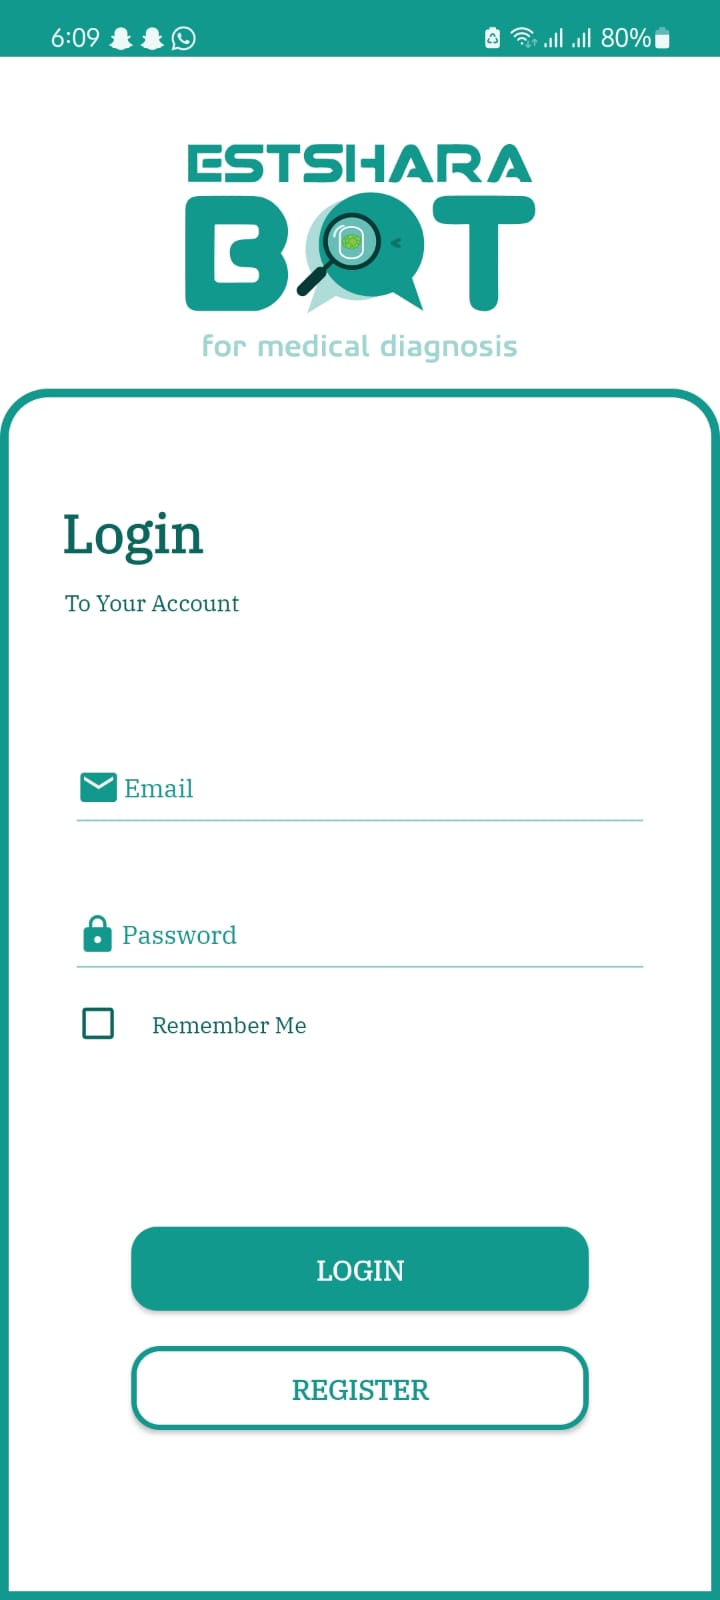 6:09 80%
ESTSHARA
BOT
for medical diagnosis
Login
To Your Account
Email
Password
Remember Me
LOGIN
REGISTER